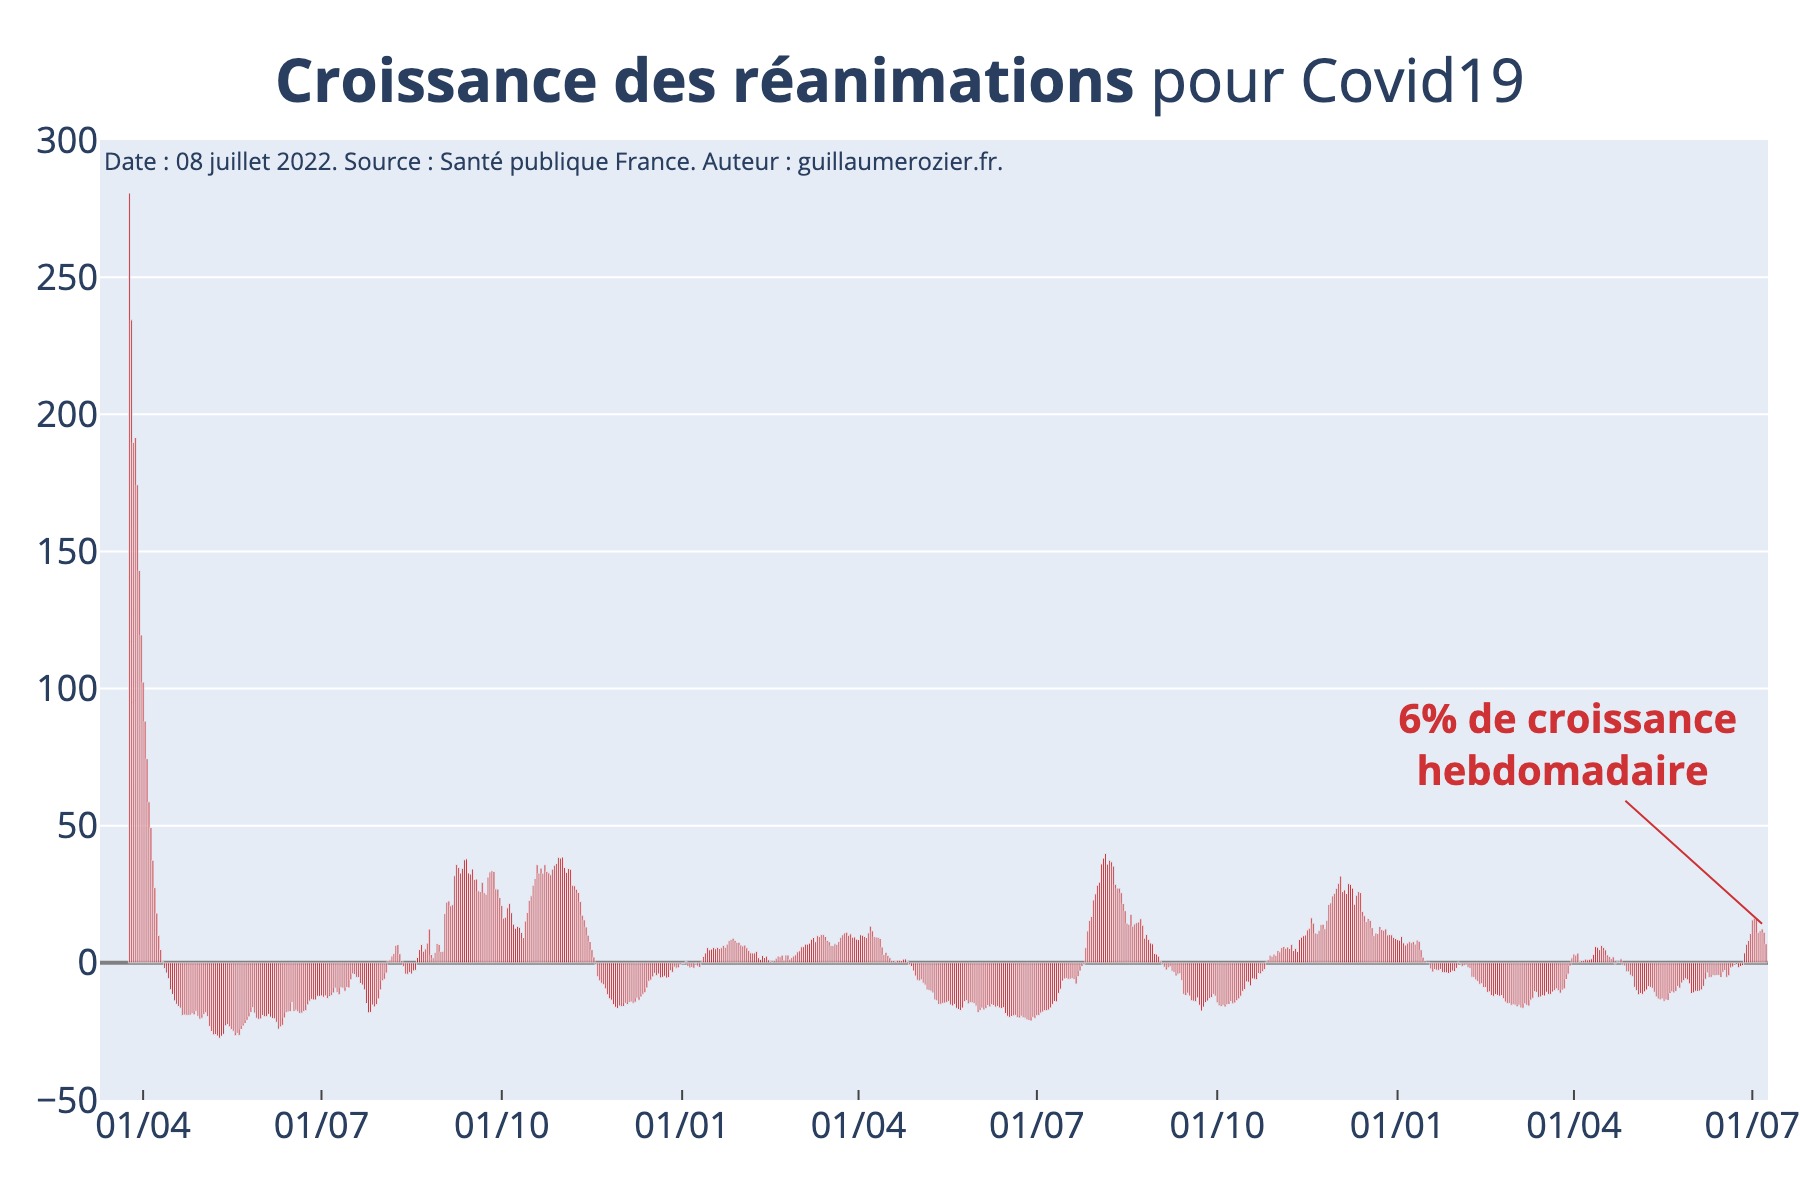 Croissance des réanimations pour Covid19
300
Date : 08 juillet 2022. Source : Santé publique France. Auteur : guillaumerozier.fr.
250
200
150
100
6% de croissance
hebdomadaire
50
0
−50
01/04 01/07 01/10 01/01 01/04 01/07 01/10 01/01 01/04 01/07